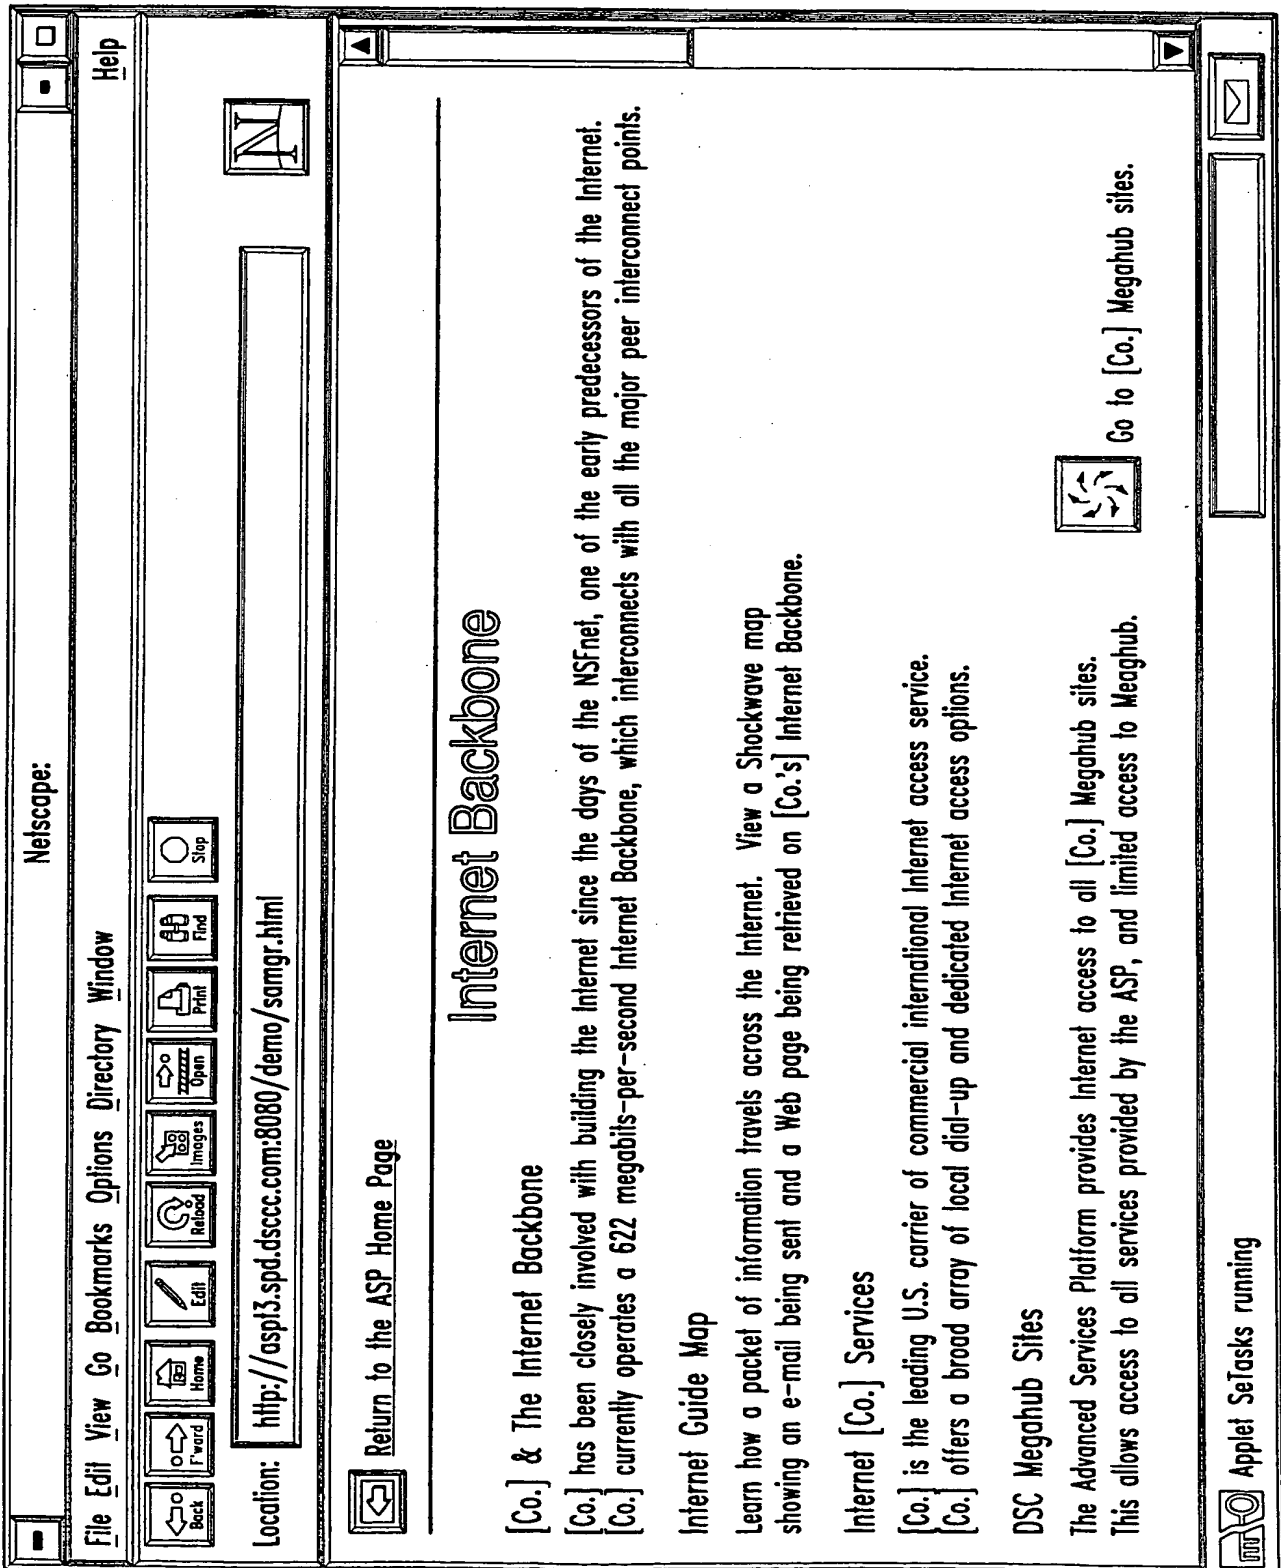 Netscape:
File Edit View Go Bookmarks Options Directory Window Help
Back F'ward Home Edit Reload Images Open Print Find Stop
N
Location: http://aspt3.spd.dsccc.com:8080/demo/samgr.html
Return to the ASP Home Page
Internet Backbone
[Co.] & The Internet Backbone
[Co.] has been closely involved with building the Internet since the days of the NSFnet, one of the early predecessors of the Internet.
[Co.] currently operates a 622 megabits-per-second Internet Backbone, which interconnects with all the major peer interconnect points.
Internet Guide Map
Learn how a packet of information travels across the Internet. View a Shockwave map
showing an e-mail being sent and a Web page being retrieved on [Co.'s] Internet Backbone.
Internet [Co.] Services
[Co.] is the leading U.S. carrier of commercial international Internet access service.
[Co.] offers a broad array of local dial-up and dedicated Internet access options.
DSC Megahub Sites
The Advanced Services Platform provides Internet access to all [Co.] Megahub sites.
This allows access to all services provided by the ASP, and limited access to Meaghub.
Go to [Co.] Megahub sites.
Applet SeTasks running